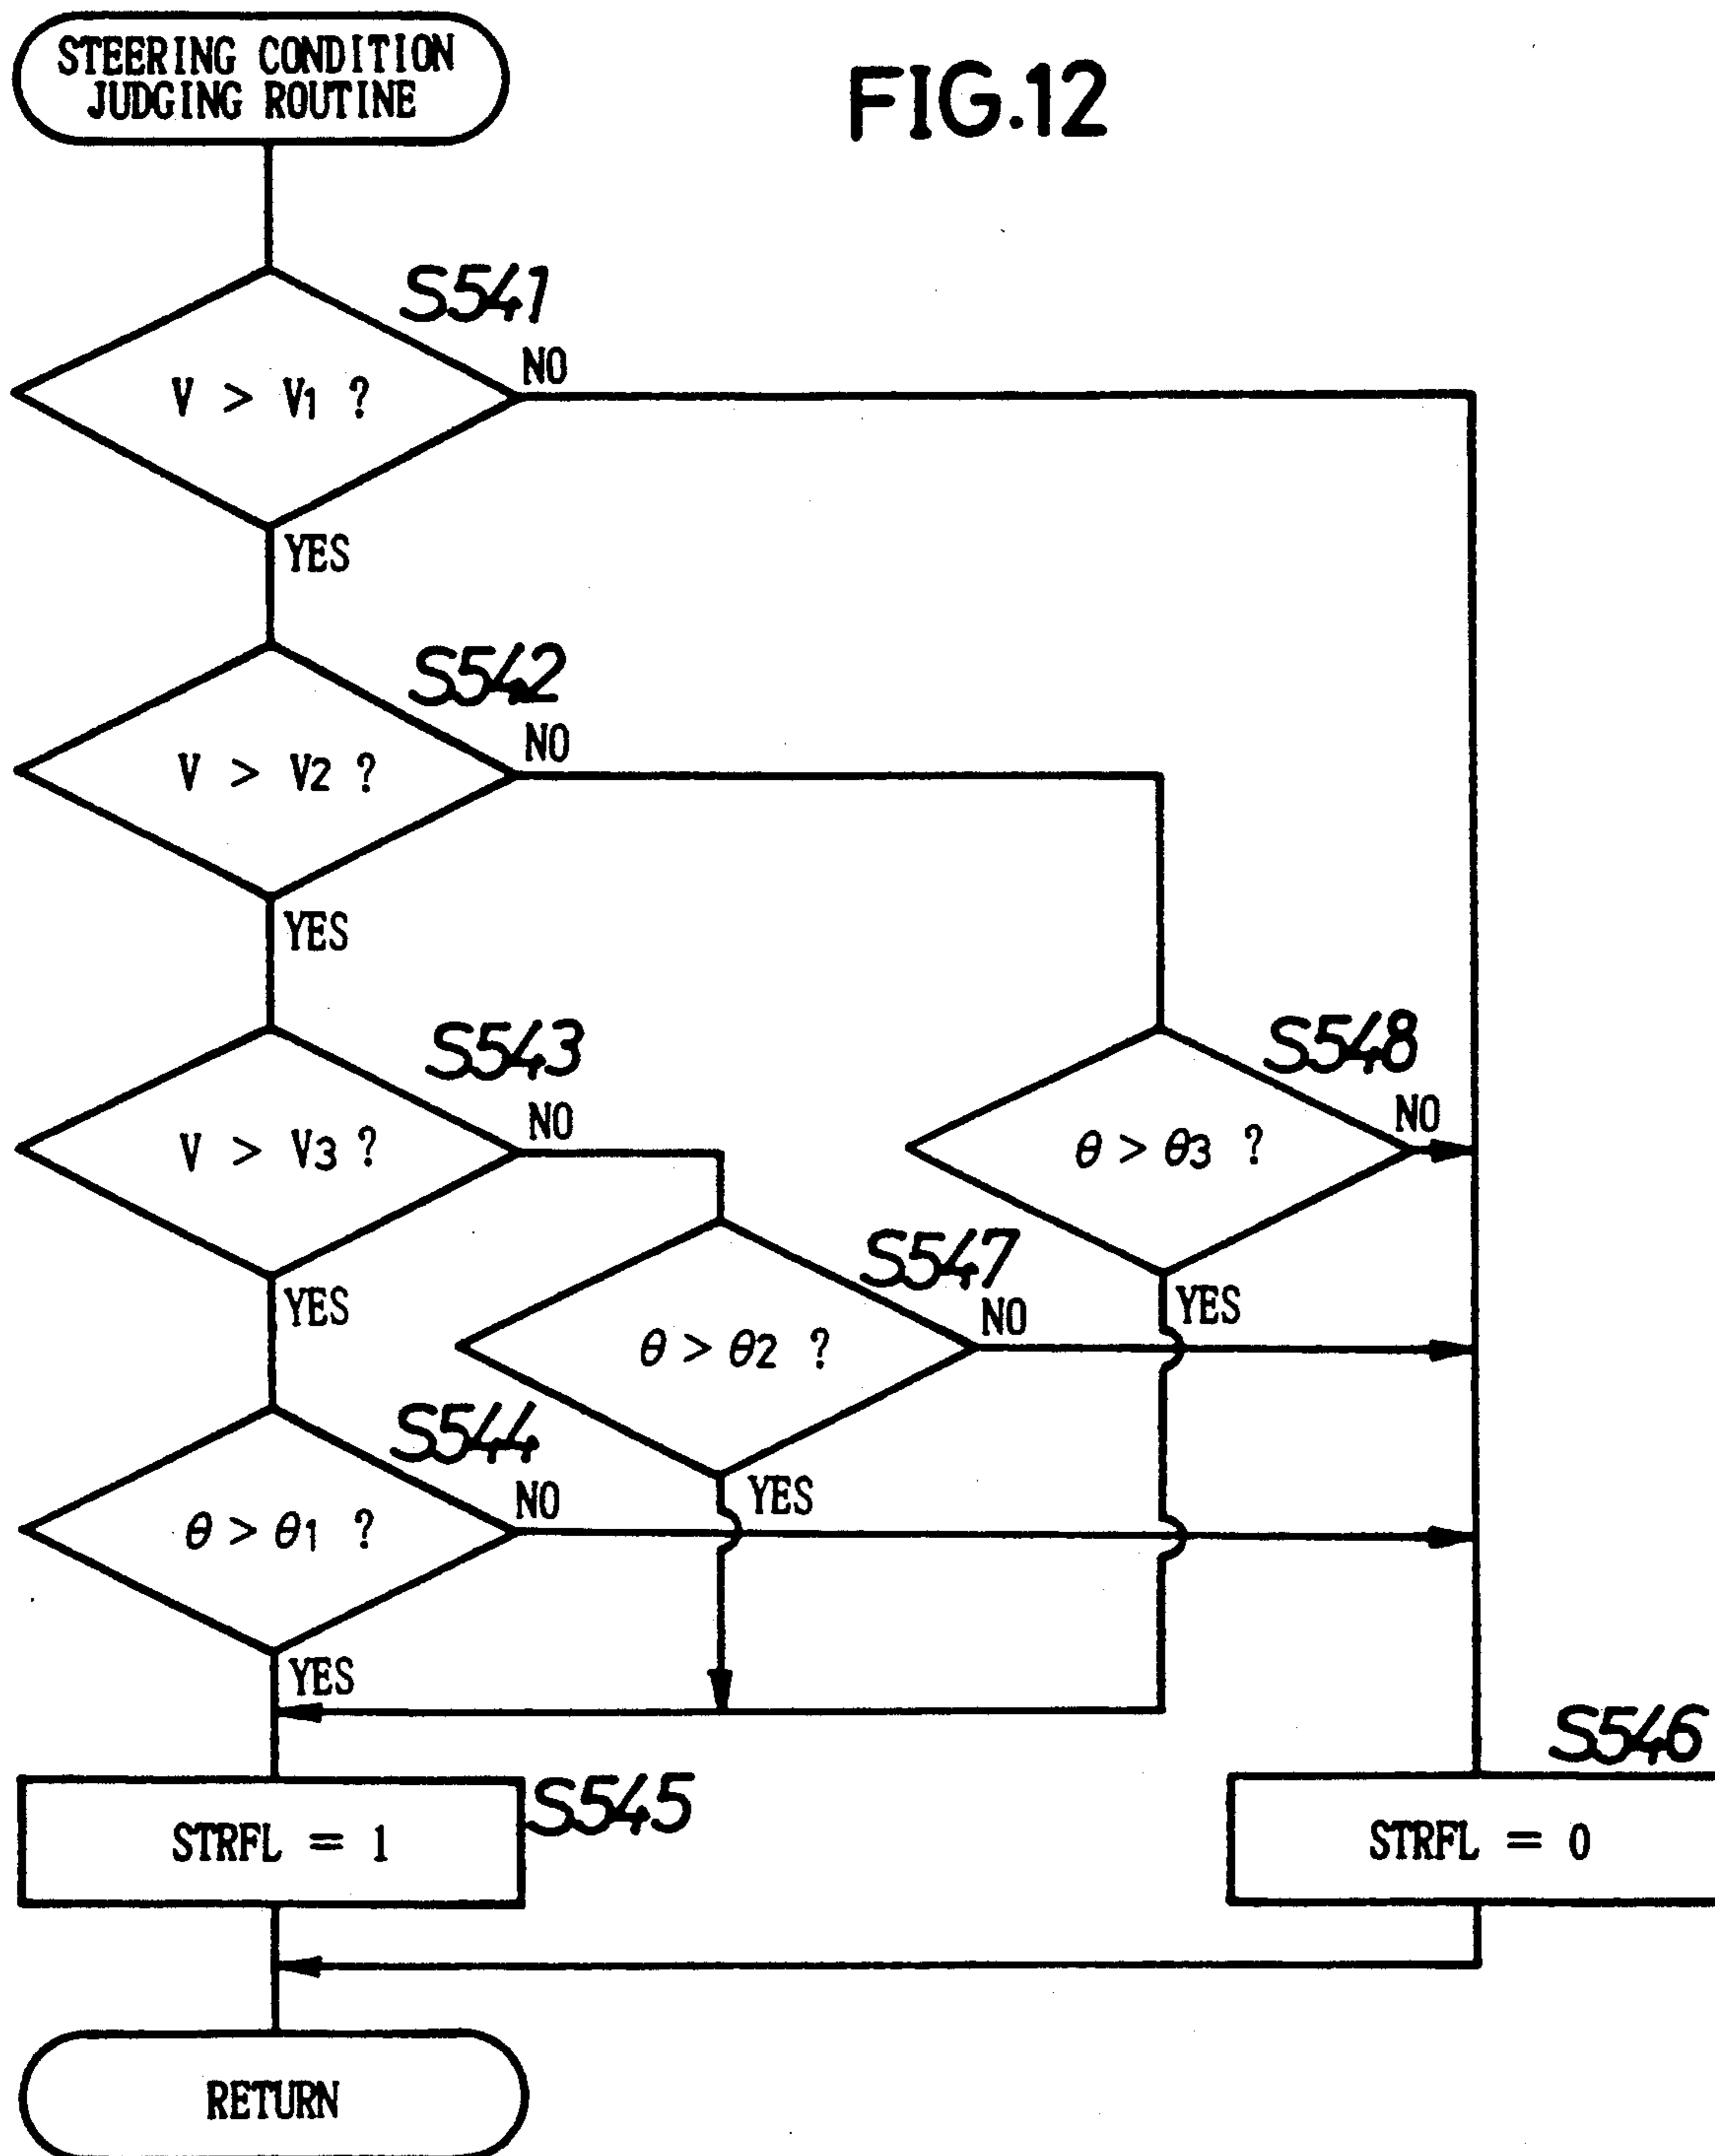 STEERING CONDITION
JUDGING ROUTINE
FIG.12
S541
V > V1 ?
NO
YES
S542
V > V2 ?
NO
YES
S543
V > V3 ?
NO
YES
S548
θ > θ3 ?
NO
YES
S547
θ > θ2 ?
NO
YES
S544
θ > θ1 ?
NO
YES
STRFL = 1
S545
S546
STRFL = 0
RETURN